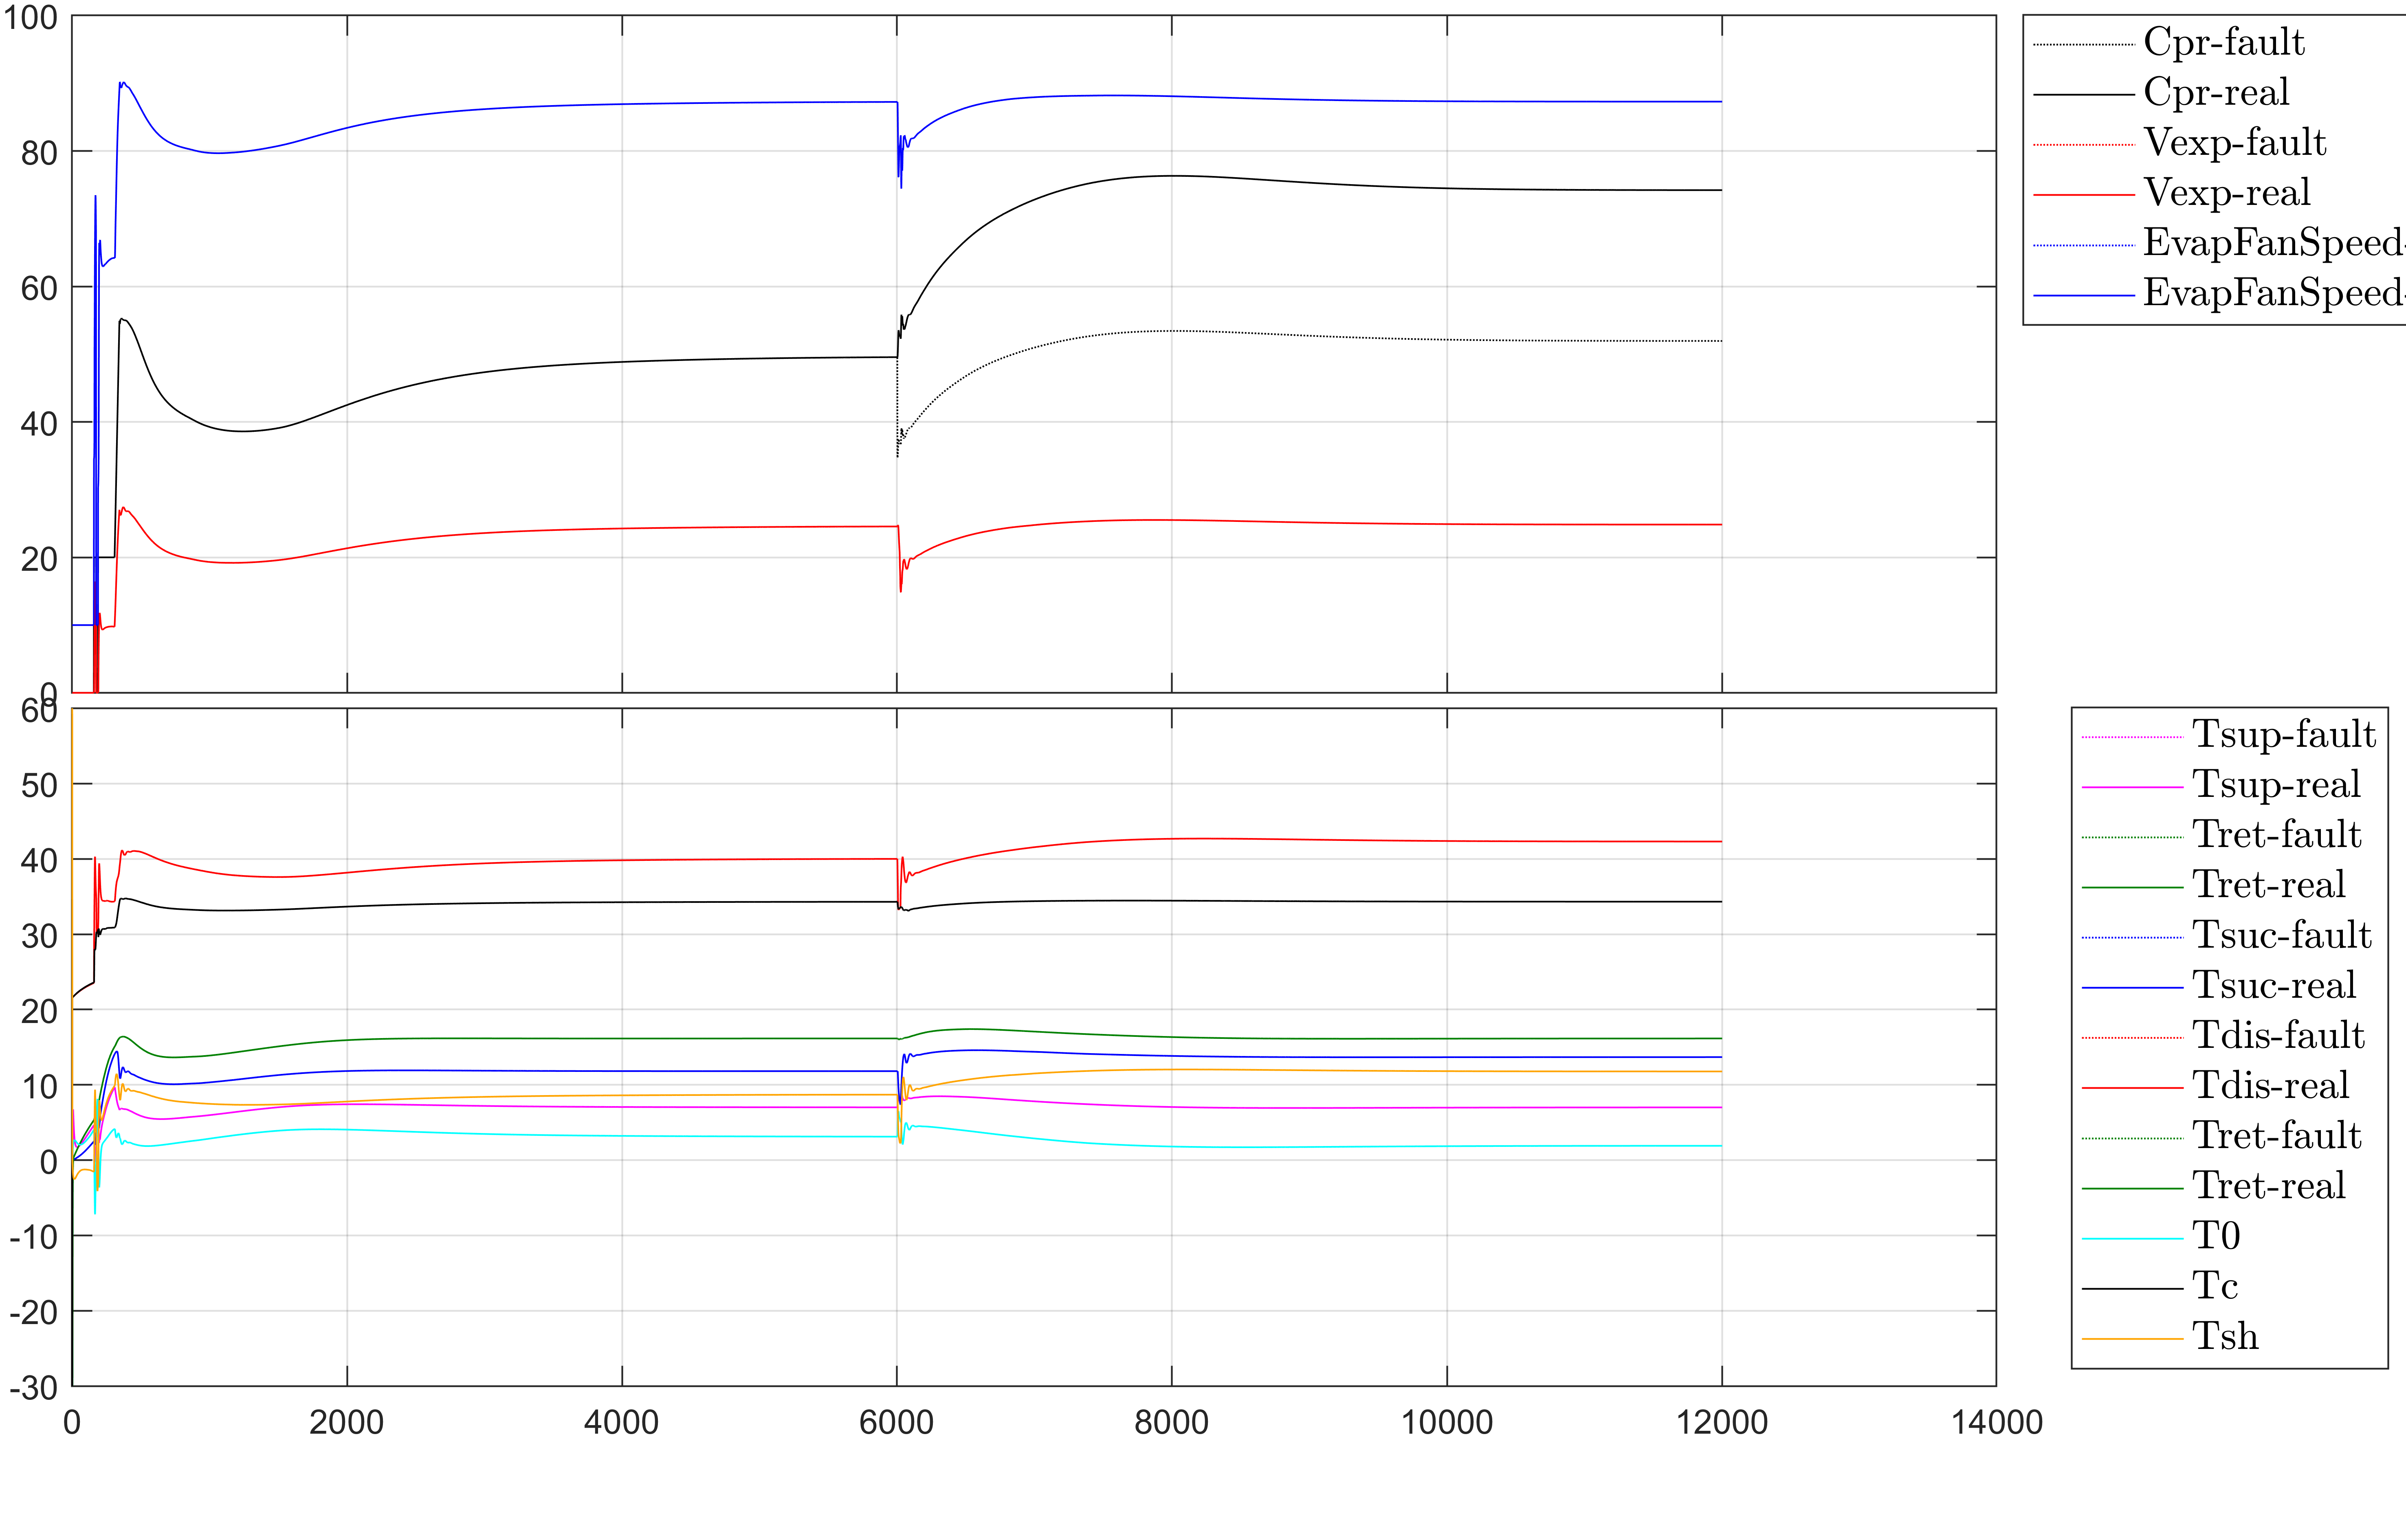 100
80
60
40
20
0
Cpr-fault
Cpr-real
Vexp-fault
Vexp-real
EvapFanSpeed-
EvapFanSpeed-
60
50
40
30
20
10
0
-10
-20
-30
0 2000 4000 6000 8000 10000 12000 14000
Tsup-fault
Tsup-real
Tret-fault
Tret-real
Tsuc-fault
Tsuc-real
Tdis-fault
Tdis-real
Tret-fault
Tret-real
T0
Tc
Tsh